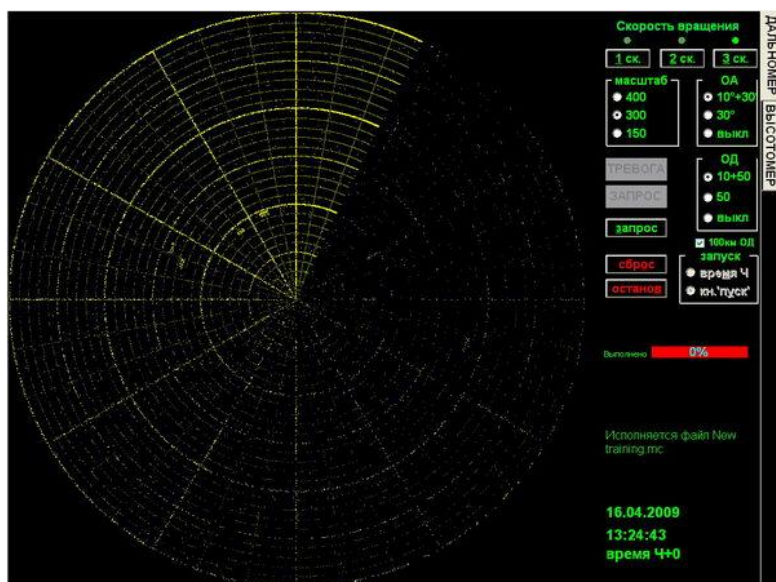 Скорость вращения
1 ск. 2 ск. 3 ск.
масштаб
400
300
150
ОА
10°+30°
30°
выкл
ТРЕВОГА
ЗАПРОС
ОД
10+50
50
выкл
запрос
100км ОД
сброс
останов
запуск
время Ч
кн.'пуск'
Выполнено 0%
Исполняется файл New
training.mc
16.04.2009
13:24:43
время Ч+0
ДАЛЬНОМЕР
ВЫСОТОМЕР